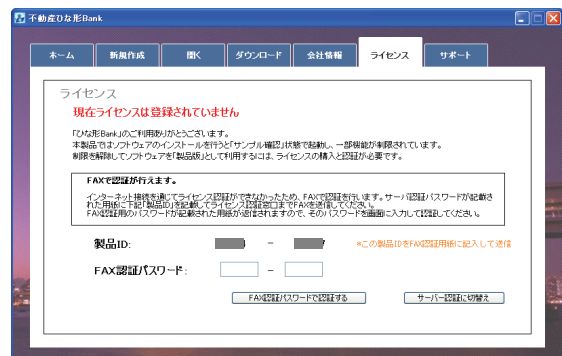 不動産ひな形Bank
ホーム 新規作成 開く ダウンロード 会社情報 ライセンス サポート
ライセンス
現在ライセンスは登録されていません
「ひな形Bank」のご利用ありがとうございます。
本製品ではソフトウェアのインストールを行うと「サンプル確認」状態で起動し、一部機能が制限されています。
制限を解除してソフトウェアを「製品版」として利用するには、ライセンスの購入と認証が必要です。
FAXで認証が行えます。
インターネット接続を通じてライセンス認証ができなかったため、FAXで認証を行います。サーバ認証パスワードが記載さ
れた用紙に下記「製品ID」を記載してライセンス認証窓口までFAXを送信してください。
FAX認証用のパスワードが記載された用紙が返信されますので、そのパスワードを画面に入力して認証してください。
製品ID: - *この製品IDをFAX認証用紙に記入して送信
FAX認証パスワード: -
FAX認証パスワードで認証する サーバー認証に切替え